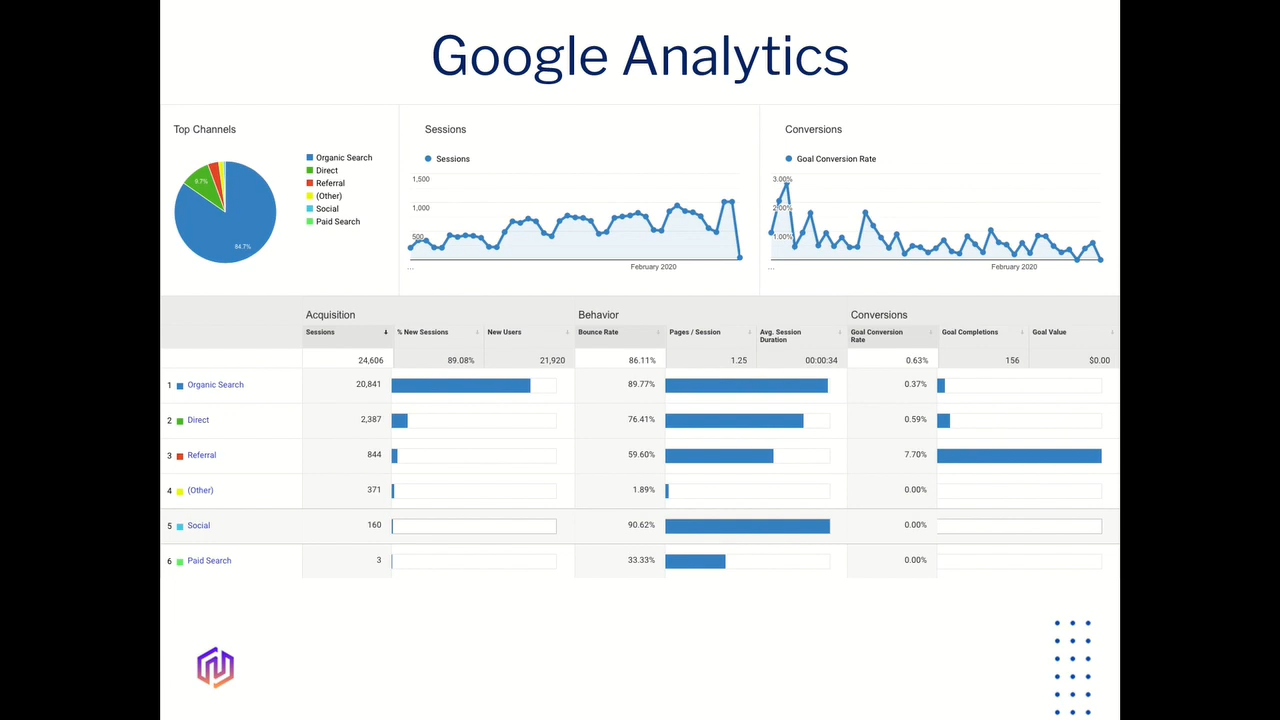 Google Analytics
Top Channels
Organic Search
Direct
Referral
(Other)
Social
Paid Search
9.7%
84.7%
Sessions
Sessions
1,500
1,000
500
...
February 2020
Conversions
Goal Conversion Rate
3.00%
2.00%
1.00%
...
February 2020
Acquisition Behavior Conversions
Sessions % New Sessions New Users Bounce Rate Pages / Session Avg. Session Duration Goal Conversion Rate Goal Completions Goal Value
24,606 89.08% 21,920 86.11% 1.25 00:00:34 0.63% 156 $0.00
1 Organic Search 20,841 89.77% 0.37%
2 Direct 2,387 76.41% 0.59%
3 Referral 844 59.60% 7.70%
4 (Other) 371 1.89% 0.00%
5 Social 160 90.62% 0.00%
6 Paid Search 3 33.33% 0.00%